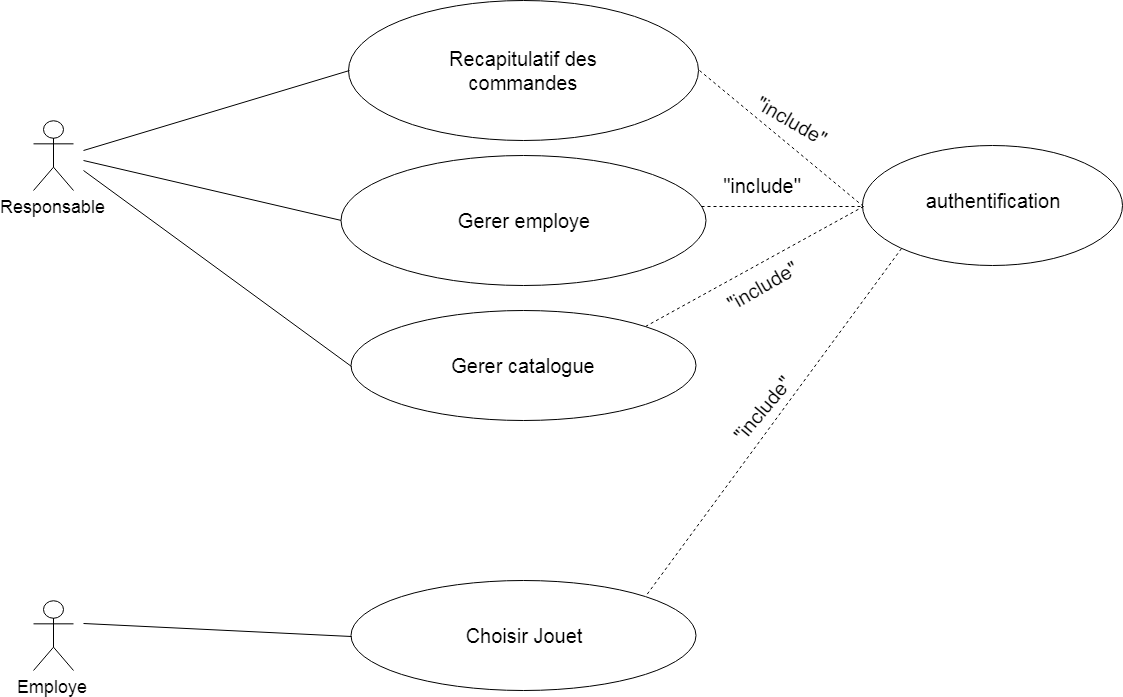 Recapitulatif des
commandes
"include"
Responsable
Gerer employe
"include"
authentification
"include"
Gerer catalogue
"include"
Employe
Choisir Jouet